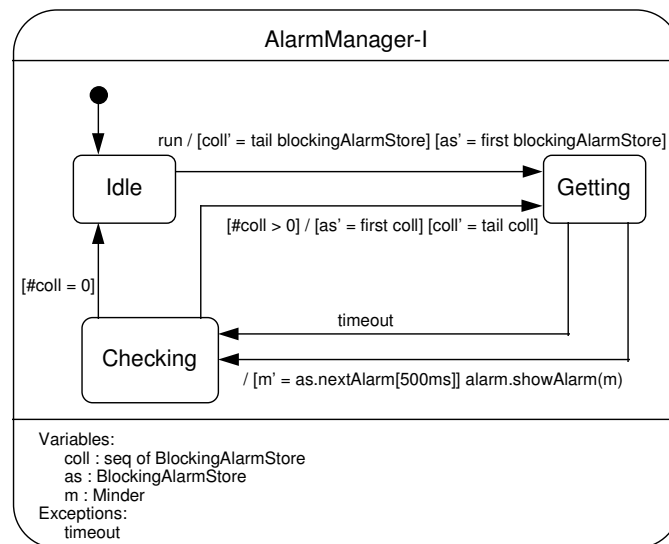 AlarmManager-I
run / [coll' = tail blockingAlarmStore] [as' = first blockingAlarmStore]
Idle
Getting
[#coll > 0] / [as' = first coll] [coll' = tail coll]
[#coll = 0]
timeout
Checking
/ [m' = as.nextAlarm[500ms]] alarm.showAlarm(m)
Variables:
coll : seq of BlockingAlarmStore
as : BlockingAlarmStore
m : Minder
Exceptions:
timeout